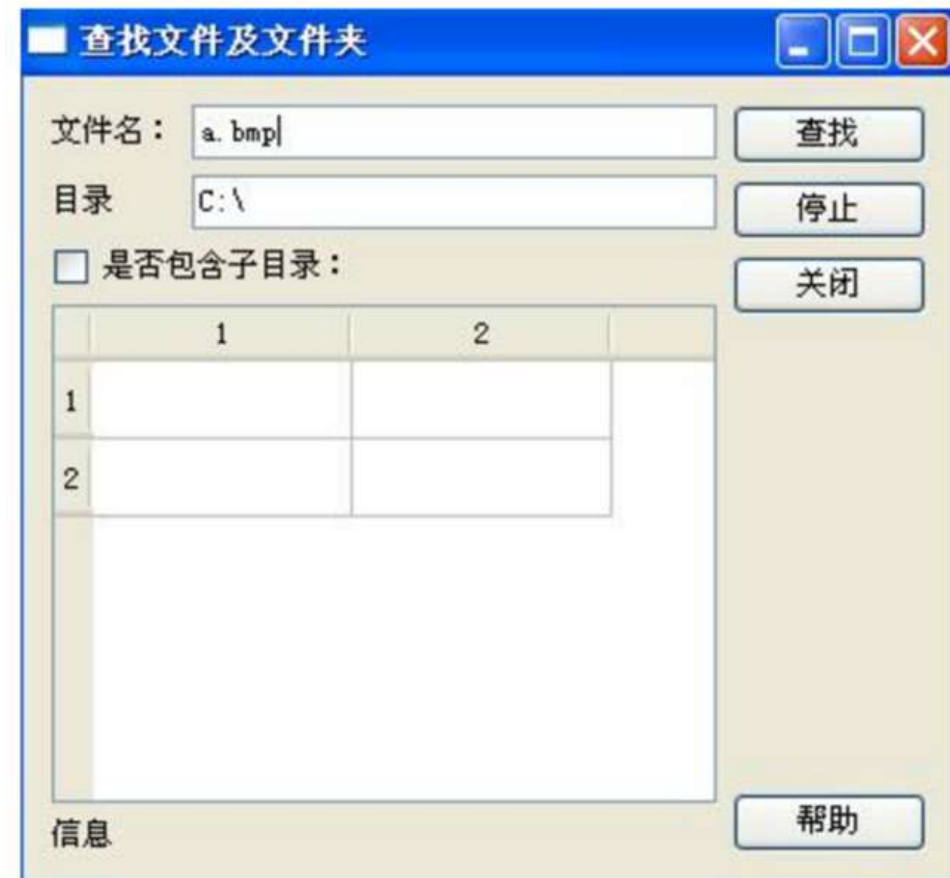 查找文件及文件夹
文件名： a.bmp 查找
目录 C:\ 停止
是否包含子目录： 关闭
1 2
1
2
信息 帮助